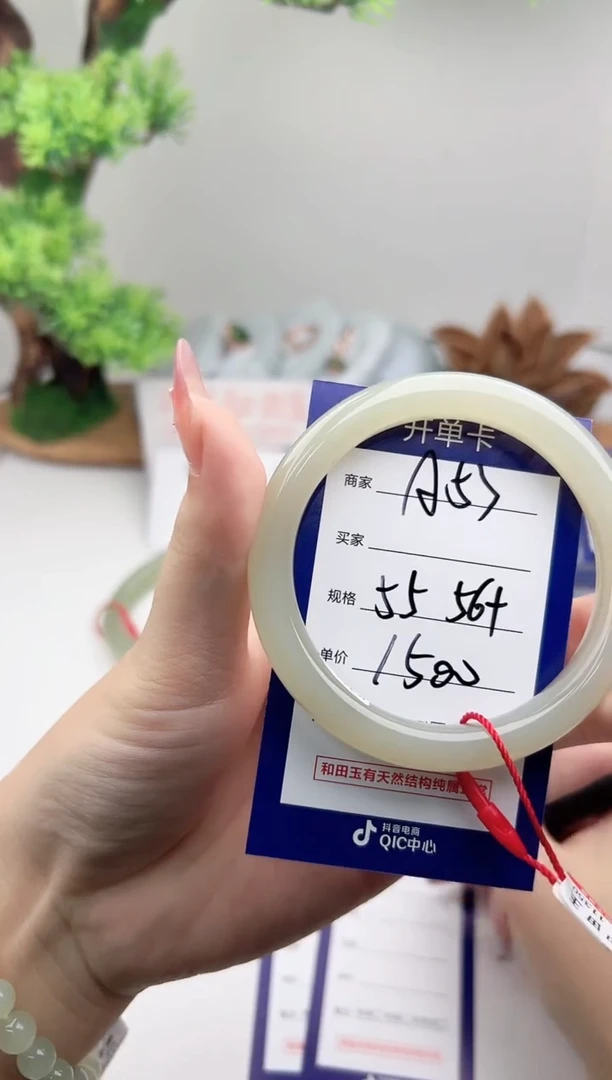 开单卡
商家 A57
买家
规格 55 56+
单价 1500
和田玉有天然结构纯属正常
抖音电商
QIC中心